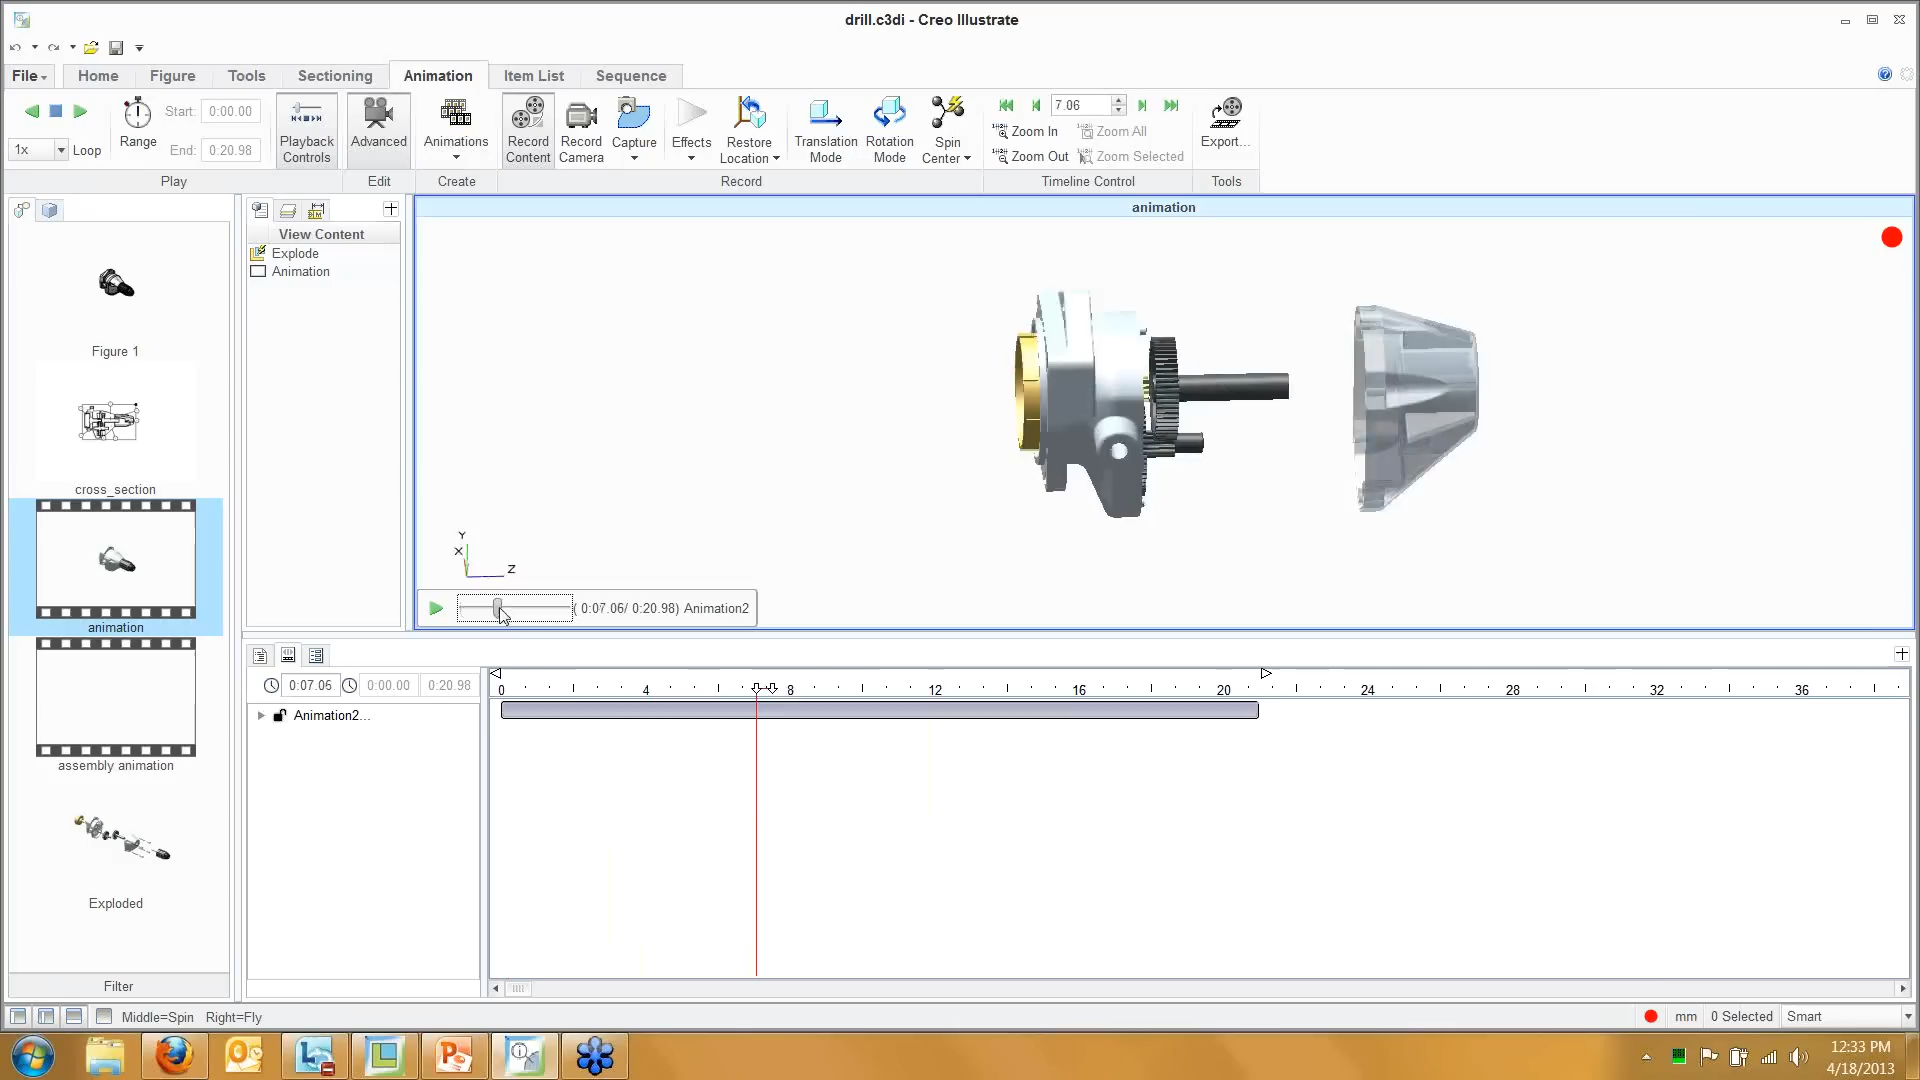 drill.c3di - Creo Illustrate
File
Home
Figure
Tools
Sectioning
Animation
Item List
Sequence
1x
Loop
Range
Start: 0:00.00
End: 0:20.98
Playback
Controls
Advanced
Animations
Record
Content
Record
Camera
Capture
Effects
Restore
Location
Translation
Mode
Rotation
Mode
Spin
Center
7.06
Zoom In
Zoom All
Zoom Out
Zoom Selected
Export...
Play
Edit
Create
Record
Timeline Control
Tools
View Content
Explode
Animation
animation
Figure 1
cross_section
animation
assembly animation
Exploded
Filter
Y
X
Z
( 0:07.06/ 0:20.98) Animation2
0:07.06
0:00.00
0:20.98
0 4 8 12 16 20 24 28 32 36
Animation2...
Middle=Spin Right=Fly
mm
0 Selected
Smart
12:33 PM
4/18/2013